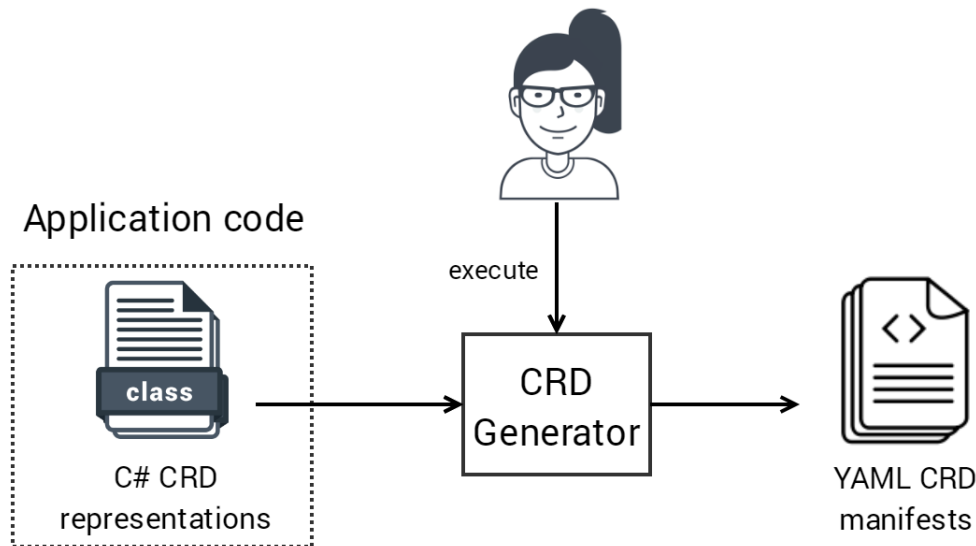 Application code
execute
class
CRD
Generator
C# CRD
representations
YAML CRD
manifests